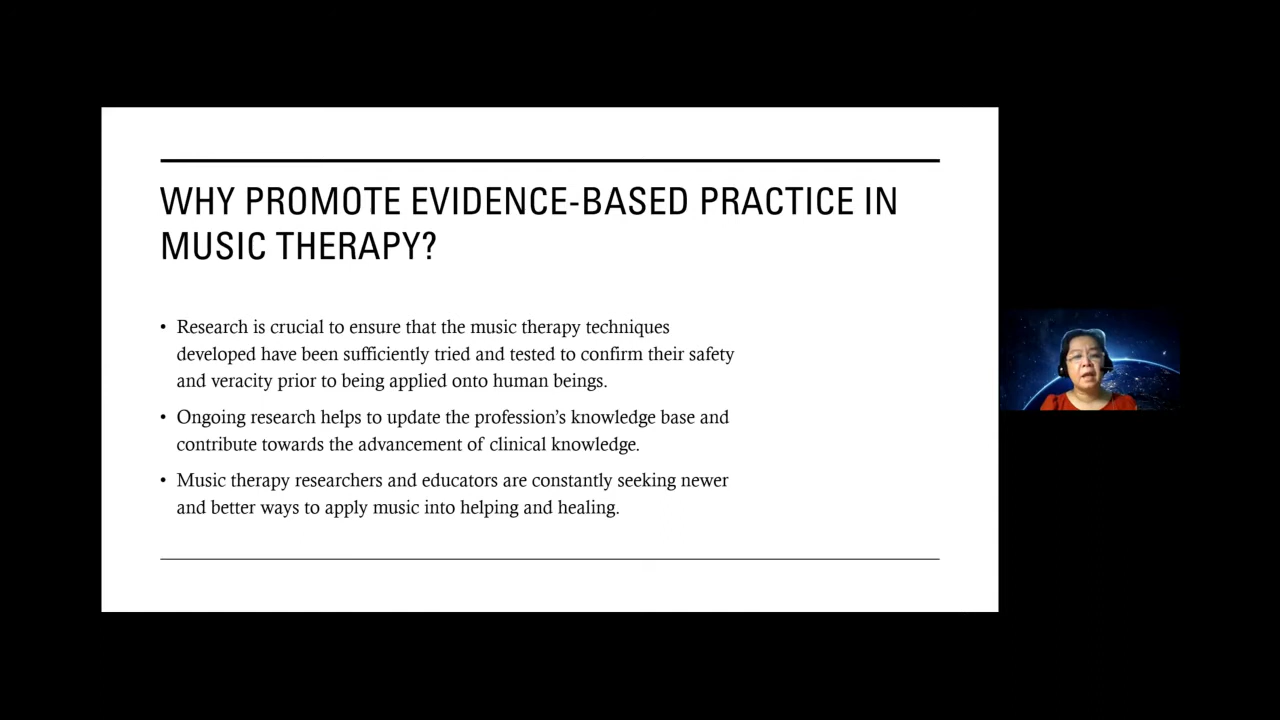 WHY PROMOTE EVIDENCE-BASED PRACTICE IN
MUSIC THERAPY?
• Research is crucial to ensure that the music therapy techniques
developed have been sufficiently tried and tested to confirm their safety
and veracity prior to being applied onto human beings.
• Ongoing research helps to update the profession’s knowledge base and
contribute towards the advancement of clinical knowledge.
• Music therapy researchers and educators are constantly seeking newer
and better ways to apply music into helping and healing.